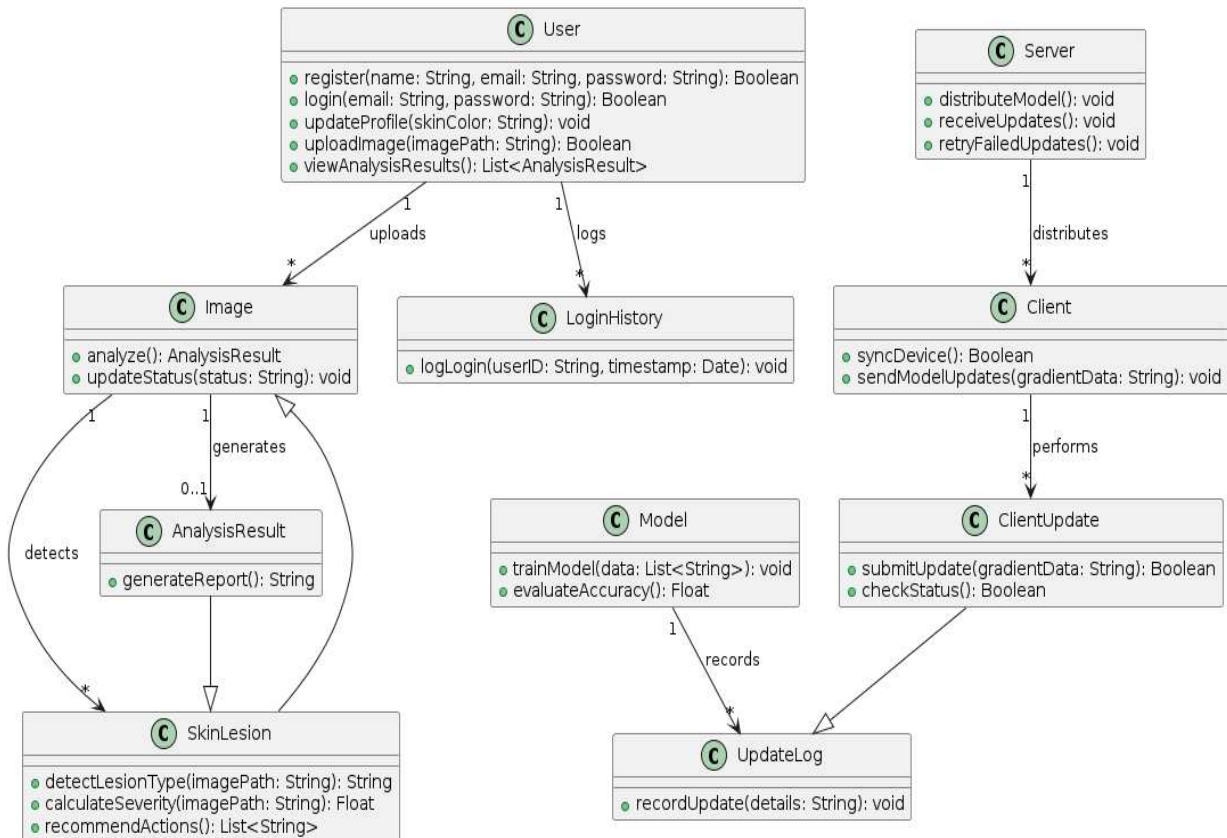 C User
register(name: String, email: String, password: String): Boolean
login(email: String, password: String): Boolean
updateProfile(skinColor: String): void
uploadImage(imagePath: String): Boolean
viewAnalysisResults(): List<AnalysisResult>
C Server
distributeModel(): void
receiveUpdates(): void
retryFailedUpdates(): void
1
uploads
*
1
logs
*
1
distributes
*
C Image
analyze(): AnalysisResult
updateStatus(status: String): void
C LoginHistory
logLogin(userID: String, timestamp: Date): void
C Client
syncDevice(): Boolean
sendModelUpdates(gradientData: String): void
1
detects
*
1
generates
0..1
1
performs
*
C AnalysisResult
generateReport(): String
C Model
trainModel(data: List<String>): void
evaluateAccuracy(): Float
C ClientUpdate
submitUpdate(gradientData: String): Boolean
checkStatus(): Boolean
1
records
*
C SkinLesion
detectLesionType(imagePath: String): String
calculateSeverity(imagePath: String): Float
recommendActions(): List<String>
C UpdateLog
recordUpdate(details: String): void